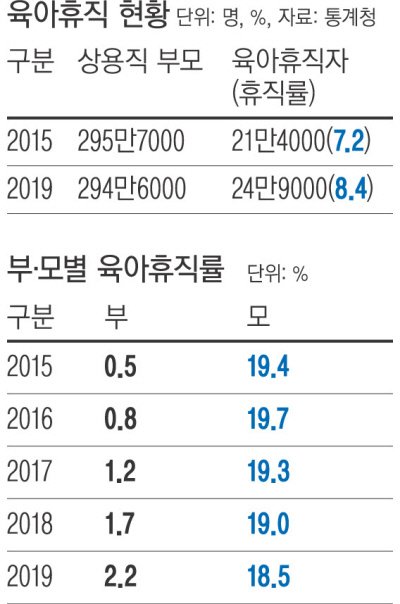 육아휴직 현황 단위: 명, %, 자료: 통계청
구분 상용직 부모 육아휴직자
(휴직률)
2015 295만7000 21만4000(7.2)
2019 294만6000 24만9000(8.4)
부·모별 육아휴직률 단위: %
구분 부 모
2015 0.5 19.4
2016 0.8 19.7
2017 1.2 19.3
2018 1.7 19.0
2019 2.2 18.5